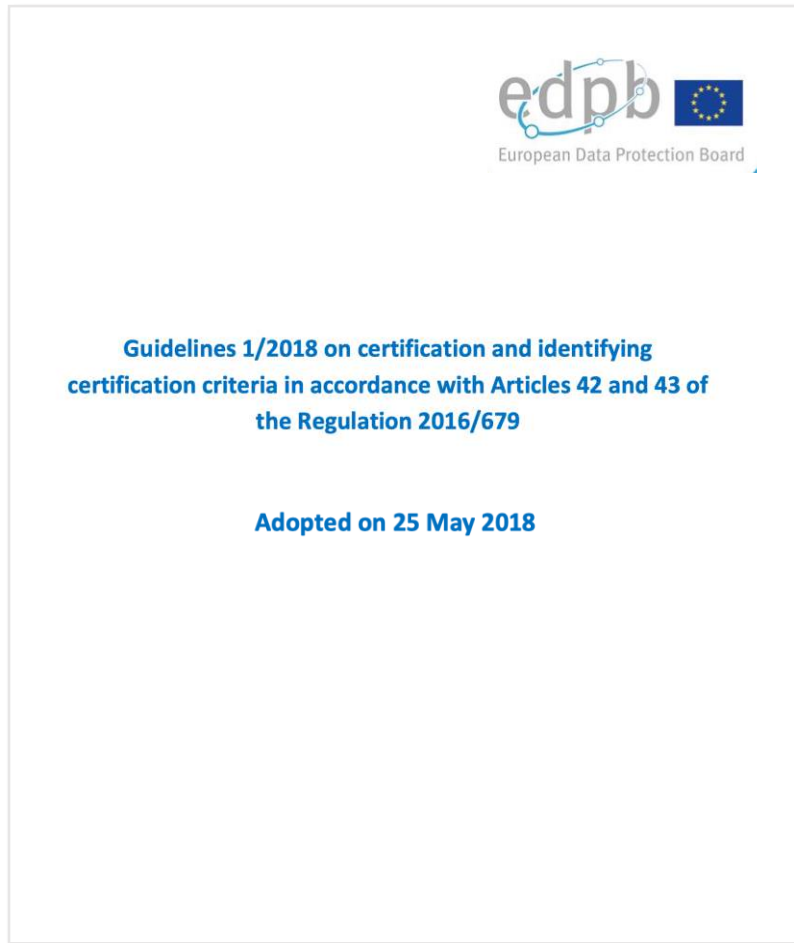 edpb
European Data Protection Board
Guidelines 1/2018 on certification and identifying
certification criteria in accordance with Articles 42 and 43 of
the Regulation 2016/679
Adopted on 25 May 2018